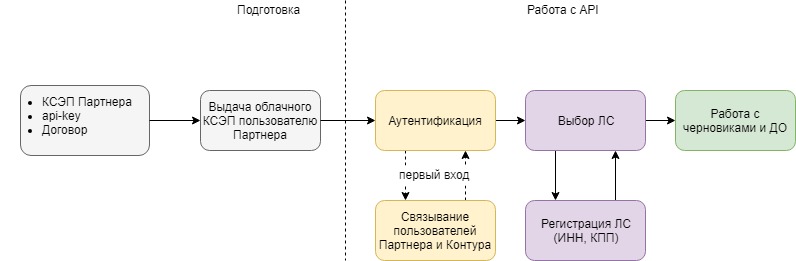 Подготовка
Работа с API
КСЭП Партнера
api-key
Договор
Выдача облачного
КСЭП пользователю
Партнера
Аутентификация
Выбор ЛС
Работа с
черновиками и ДО
первый вход
Связывание
пользователей
Партнера и Контура
Регистрация ЛС
(ИНН, КПП)